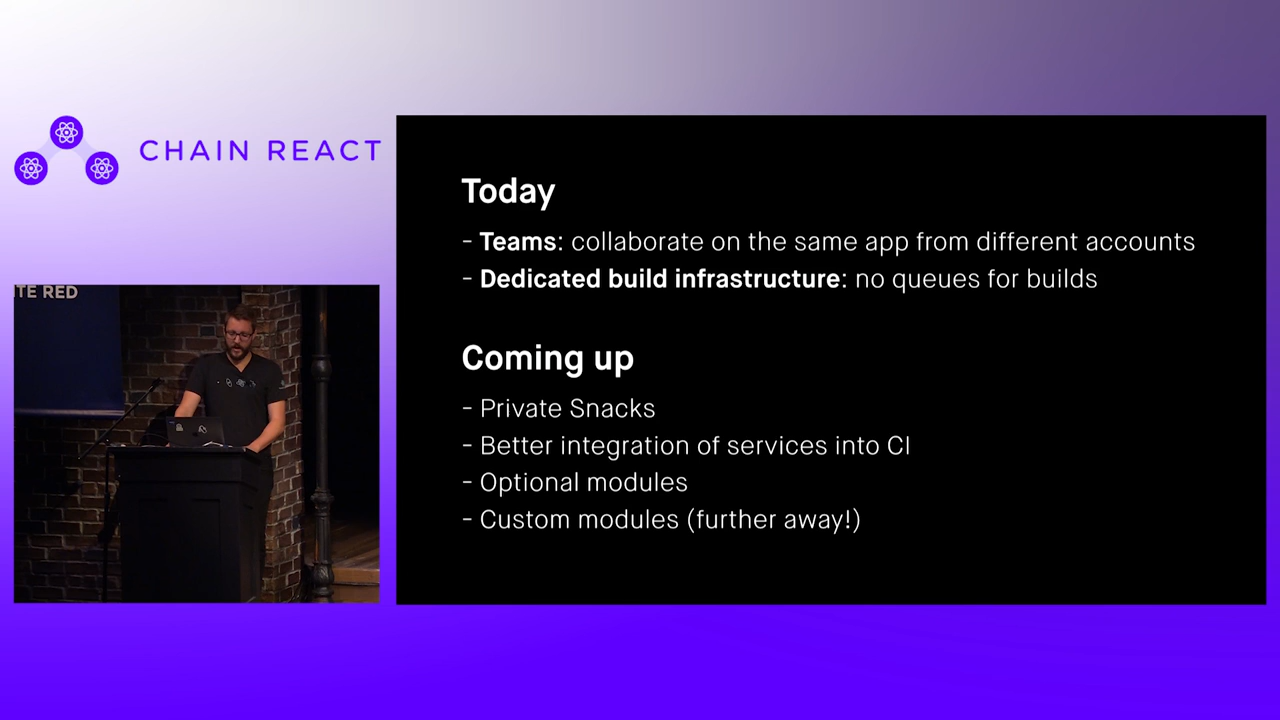 CHAIN REACT
ITE RED
Today
- Teams: collaborate on the same app from different accounts
- Dedicated build infrastructure: no queues for builds
Coming up
- Private Snacks
- Better integration of services into CI
- Optional modules
- Custom modules (further away!)